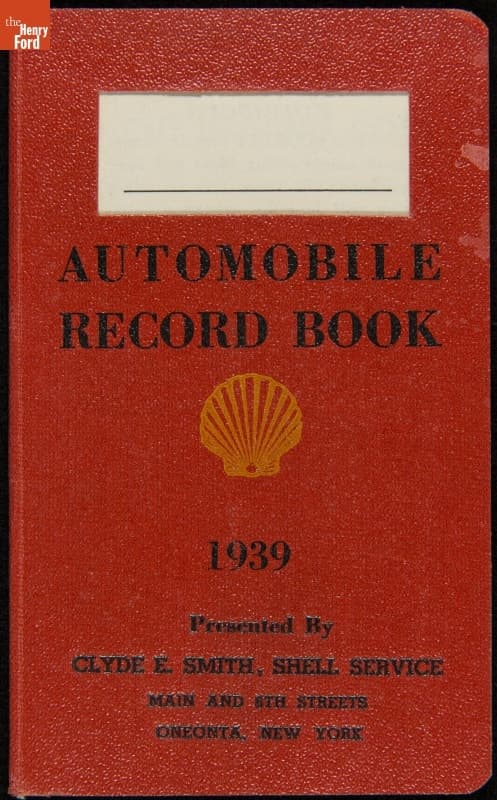 the
Henry
Ford
AUTOMOBILE
RECORD BOOK
1939
Presented By
CLYDE E. SMITH, SHELL SERVICE
MAIN AND 6TH STREETS
ONEONTA, NEW YORK